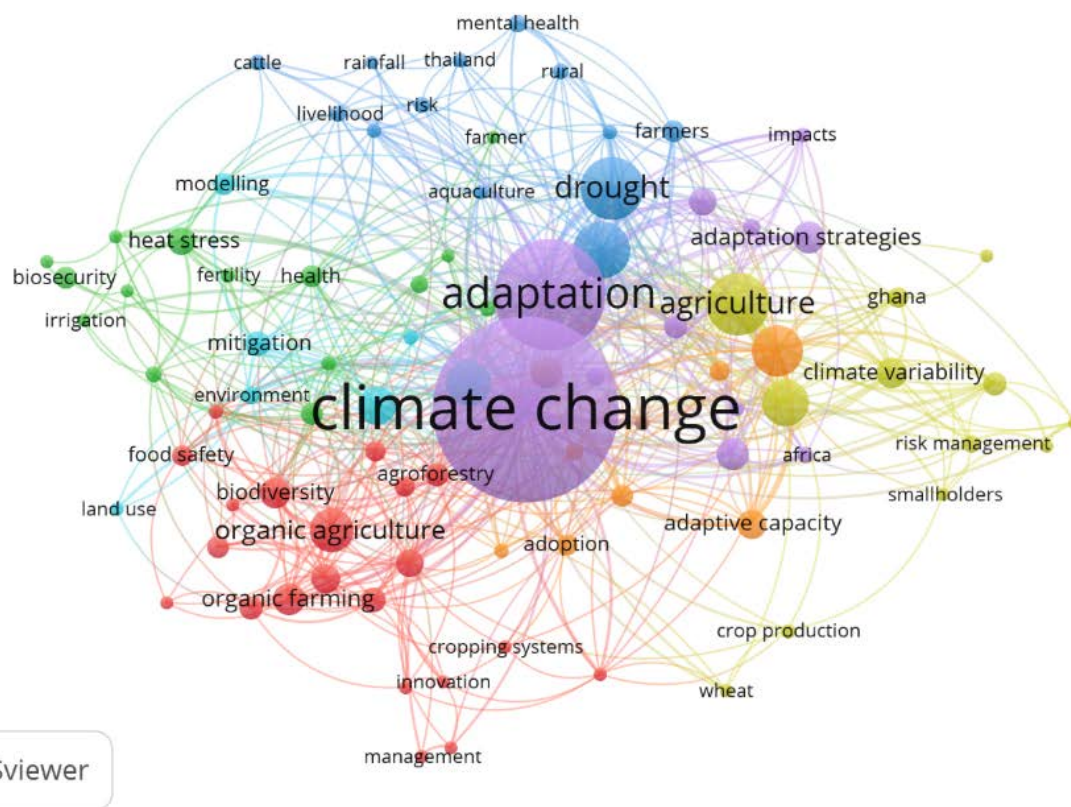 mental health
cattle
rainfall
thailand
rural
livelihood
risk
farmer
farmers
impacts
modelling
aquaculture
drought
heat stress
adaptation strategies
biosecurity
fertility
health
adaptation
agriculture
ghana
irrigation
mitigation
climate variability
environment
climate change
food safety
agroforestry
africa
risk management
biodiversity
smallholders
land use
organic agriculture
adaptive capacity
adoption
organic farming
crop production
cropping systems
innovation
wheat
management
viewer